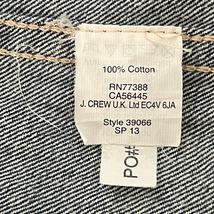 100% Cotton
RN77388
CA56445
J. CREW U.K. Ltd EC4V 6JA
Style 39066
SP 13
PO#